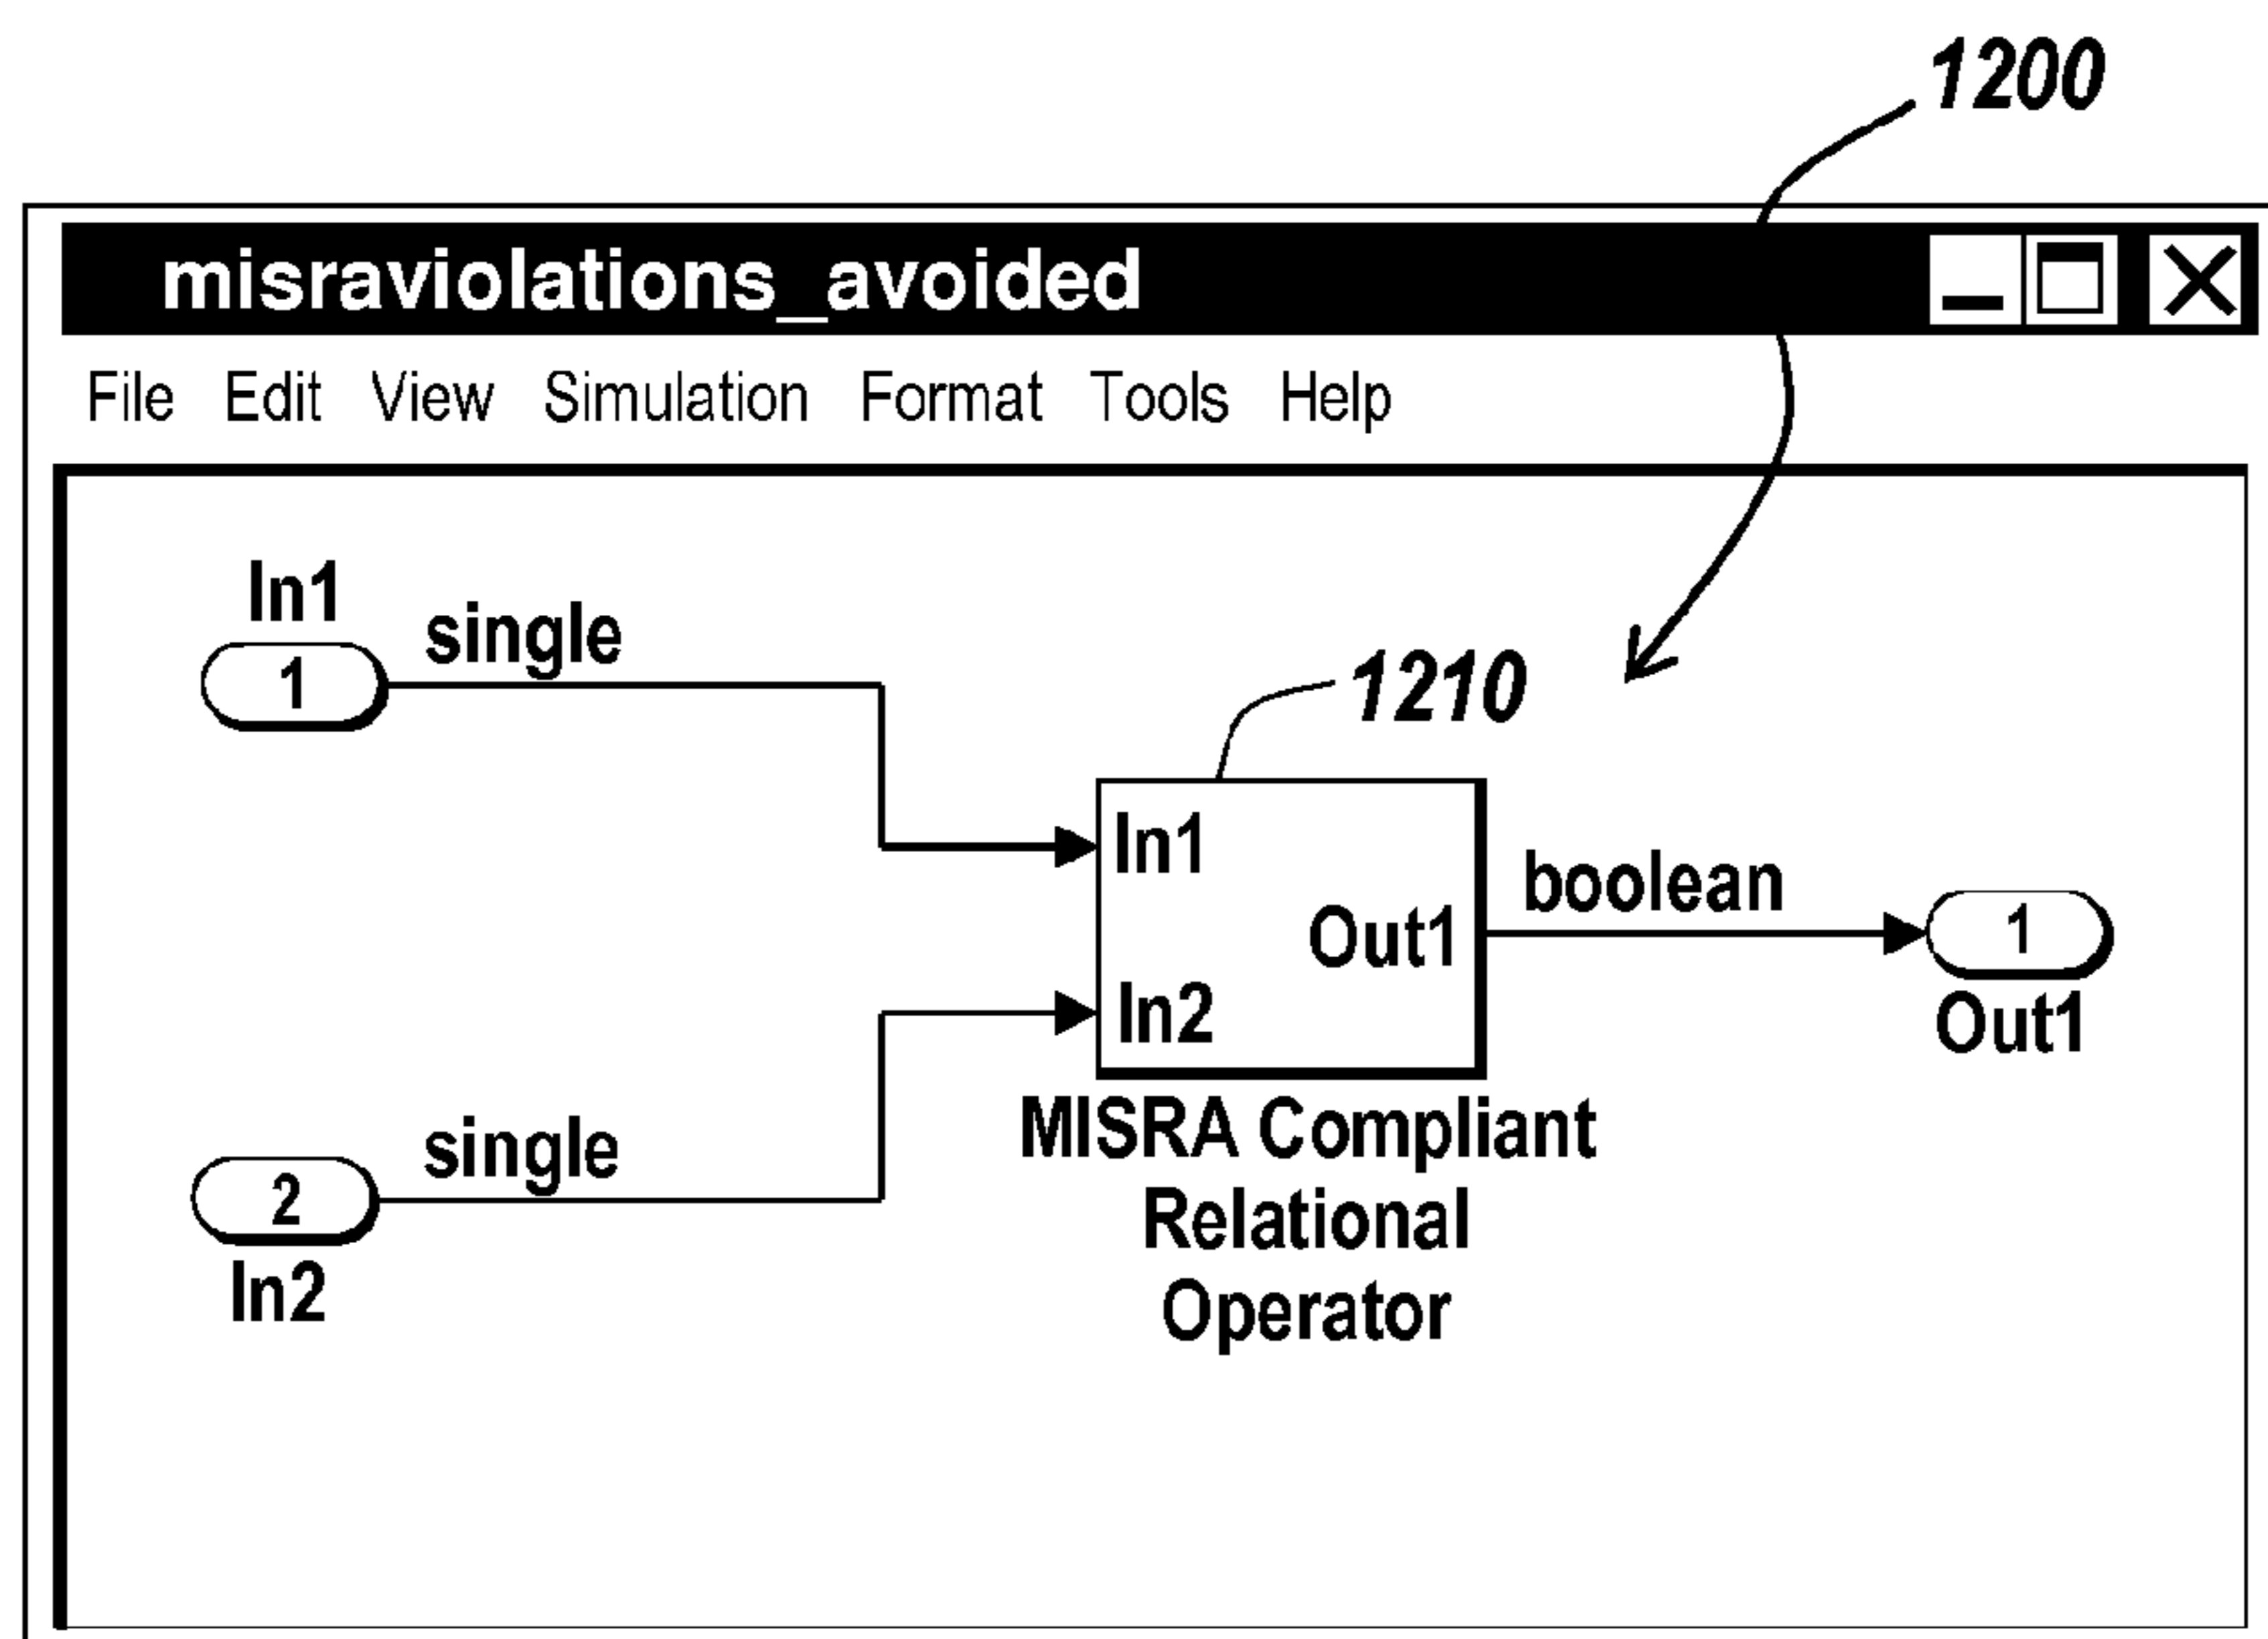 1200
misraviolations_avoided
File Edit View Simulation Format Tools Help
In1
1
single
1210
In1
Out1
In2
boolean
1
Out1
MISRA Compliant
Relational
Operator
single
2
In2